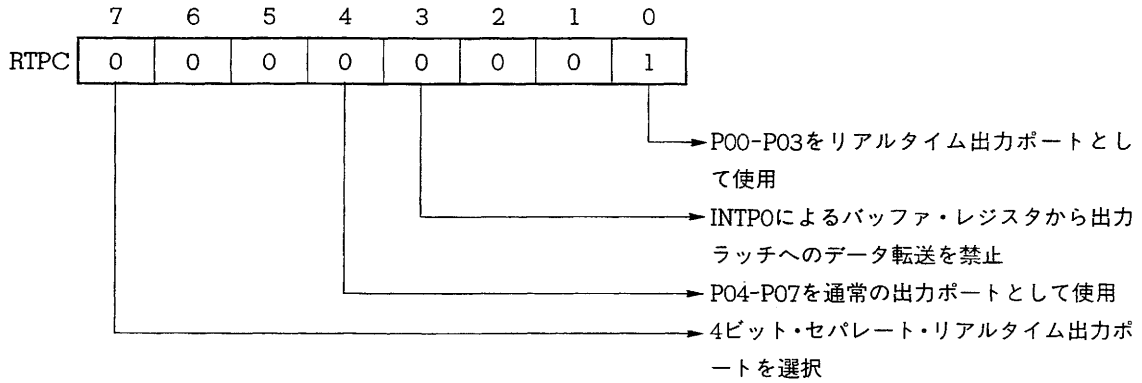 7 6 5 4 3 2 1 0
RTPC 0 0 0 0 0 0 0 1
P00-P03をリアルタイム出力ポートとし
て使用
INTP0によるバッファ・レジスタから出力
ラッチへのデータ転送を禁止
P04-P07を通常の出力ポートとして使用
4ビット・セパレート・リアルタイム出力ポ
ートを選択